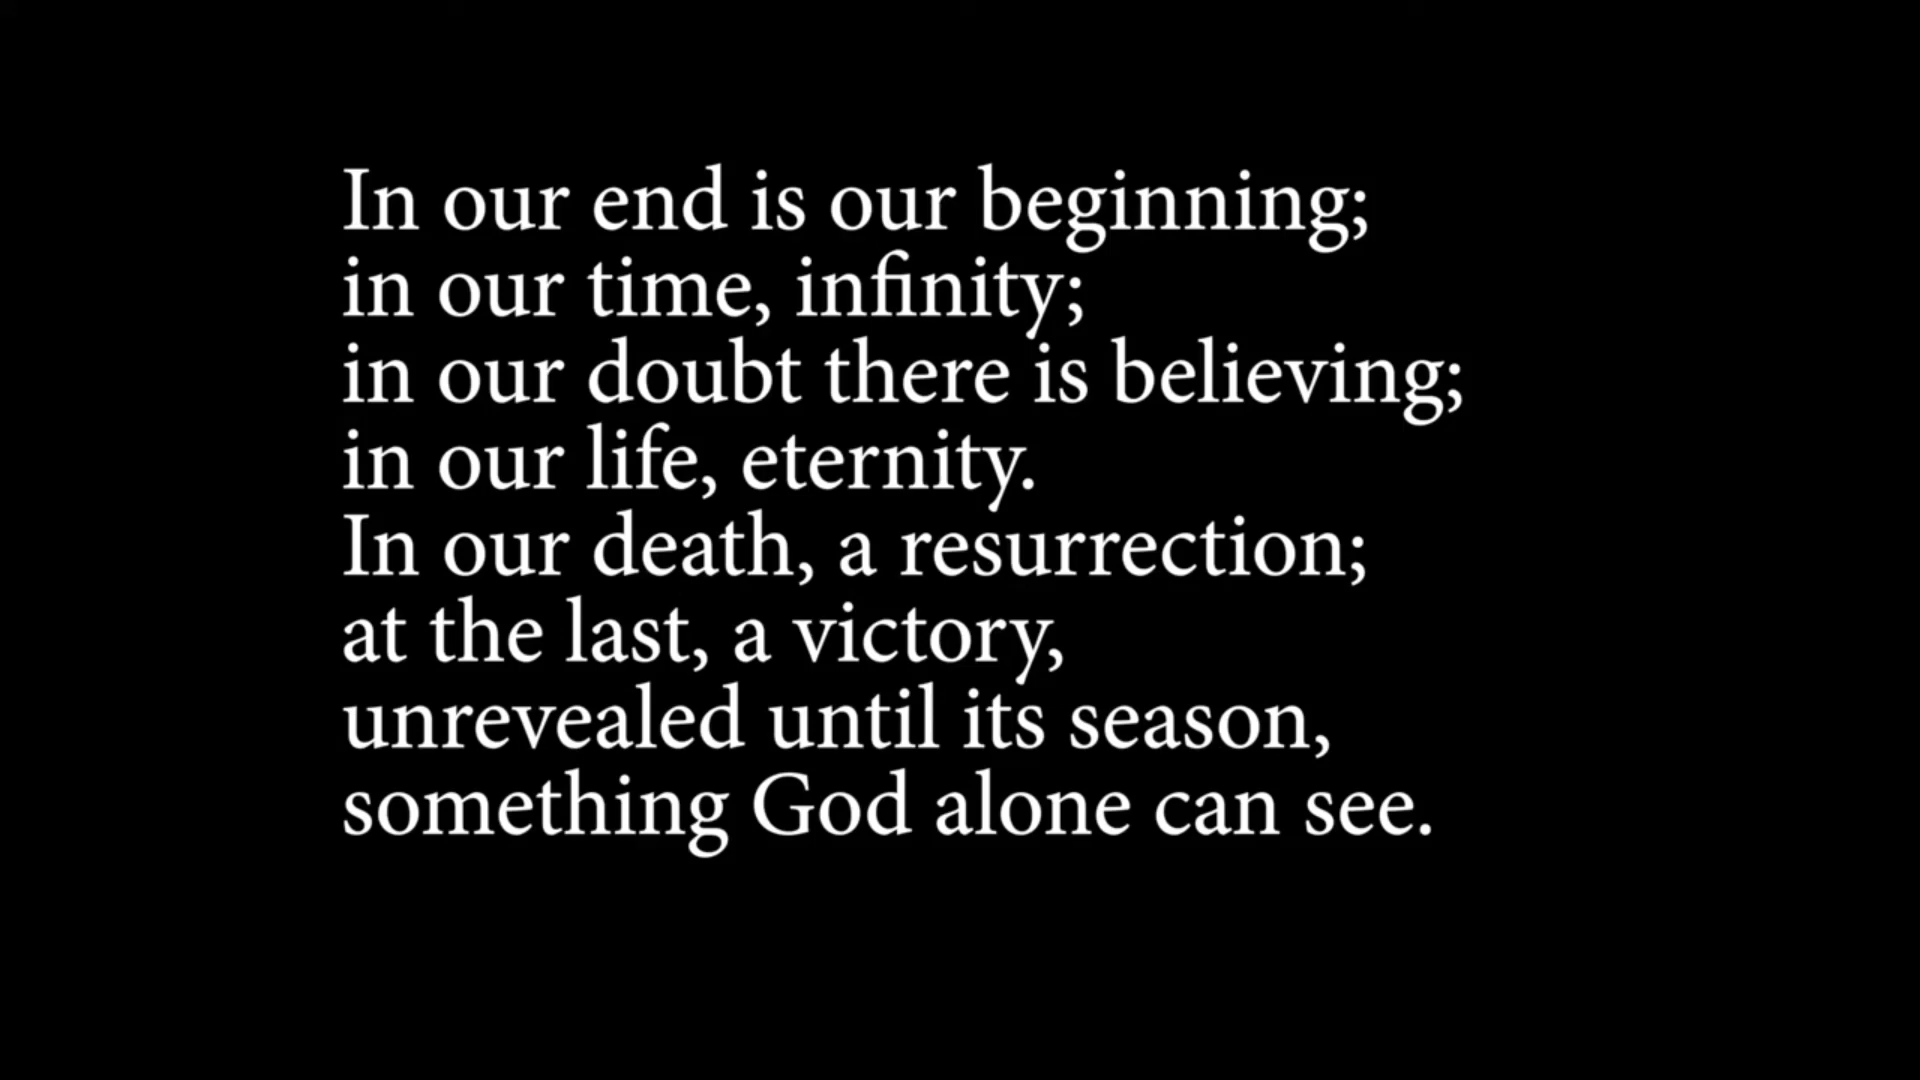 In our end is our beginning;
in our time, infinity;
in our doubt there is believing;
in our life, eternity.
In our death, a resurrection;
at the last, a victory,
unrevealed until its season,
something God alone can see.